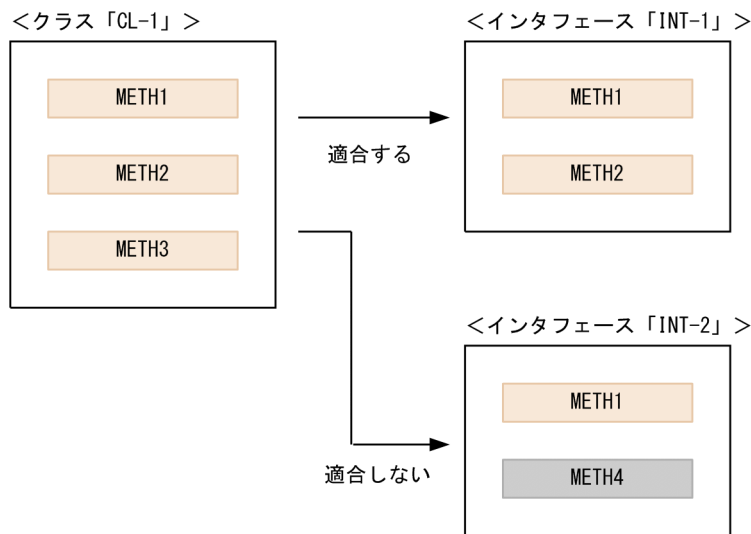 ＜クラス「CL-1」＞
METH1
METH2
METH3
適合する
＜インタフェース「INT-1」＞
METH1
METH2
適合しない
＜インタフェース「INT-2」＞
METH1
METH4